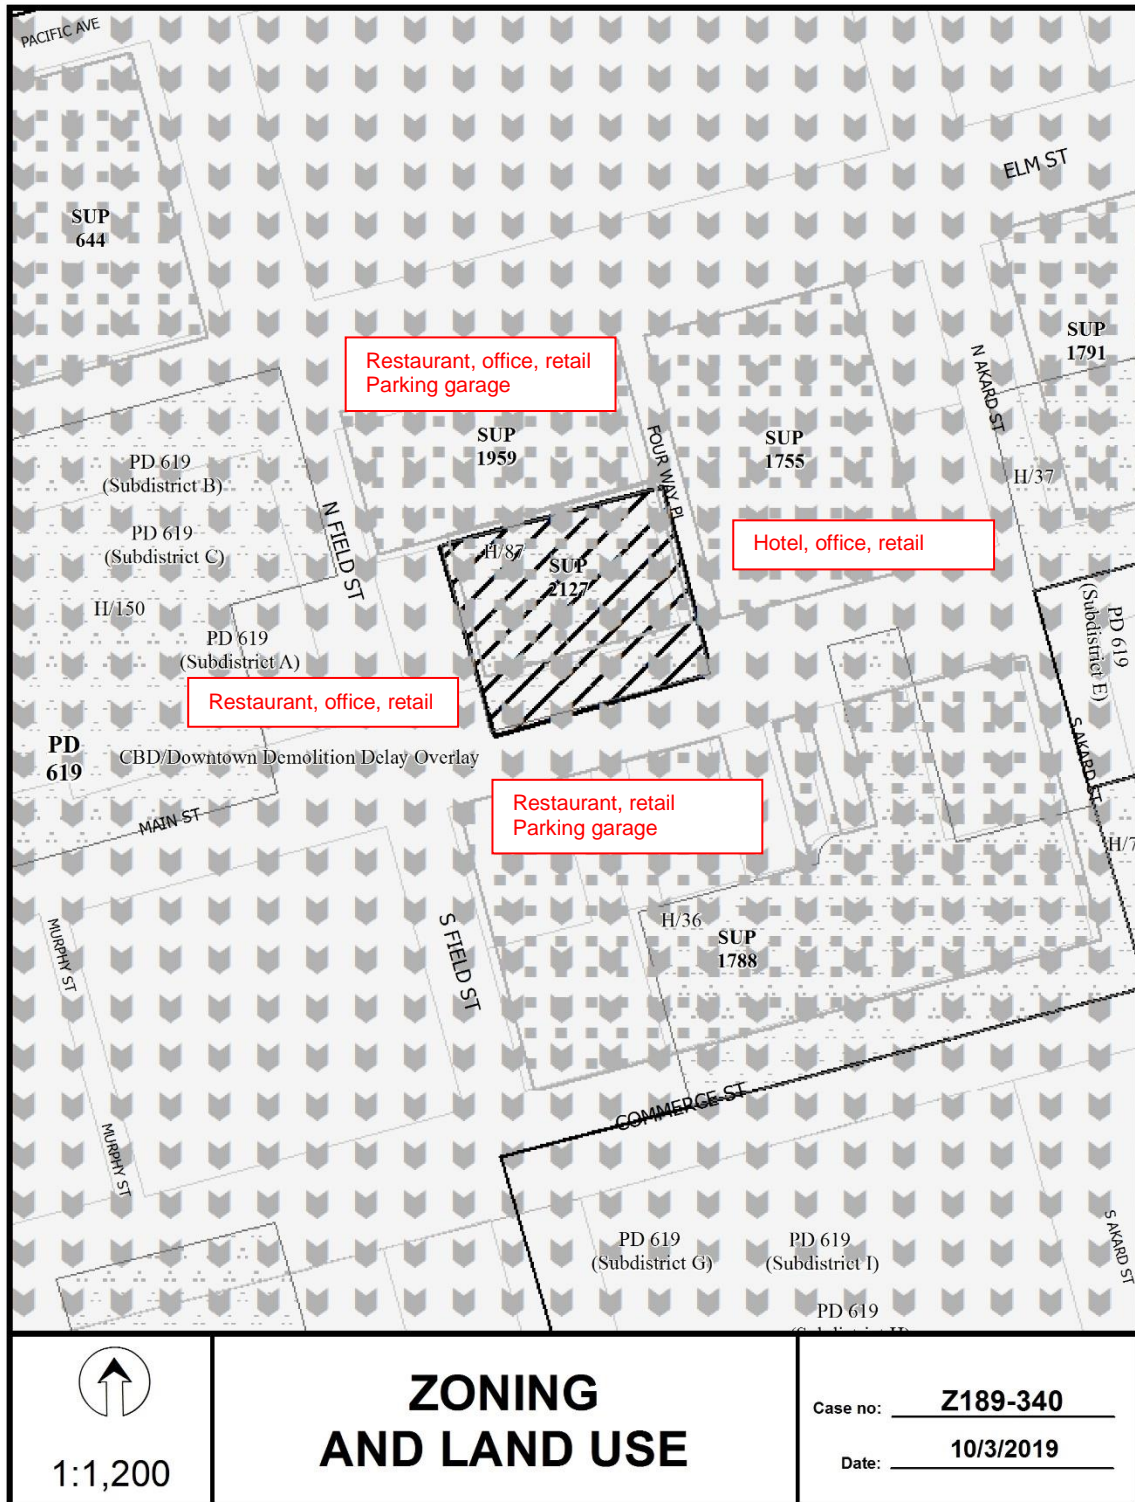 PACIFIC AVE
ELM ST
SUP
644
SUP
1791
N AKARD ST
Restaurant, office, retail
Parking garage
SUP
1959
FOUR WAY PL
SUP
1755
H/37
PD 619
(Subdistrict B)
N FIELD ST
PD 619
(Subdistrict C)
H/87
SUP
2127
Hotel, office, retail
H/150
PD 619
(Subdistrict A)
PD 619
(Subdistrict E)
Restaurant, office, retail
PD
619
CBD/Downtown Demolition Delay Overlay
S AKARD ST
Restaurant, retail
Parking garage
MAIN ST
H/7
MURPHY ST
S FIELD ST
H/36
SUP
1788
COMMERCE ST
MURPHY ST
S AKARD ST
PD 619
(Subdistrict G)
PD 619
(Subdistrict I)
PD 619
1:1,200
ZONING
AND LAND USE
Case no: Z189-340
Date: 10/3/2019